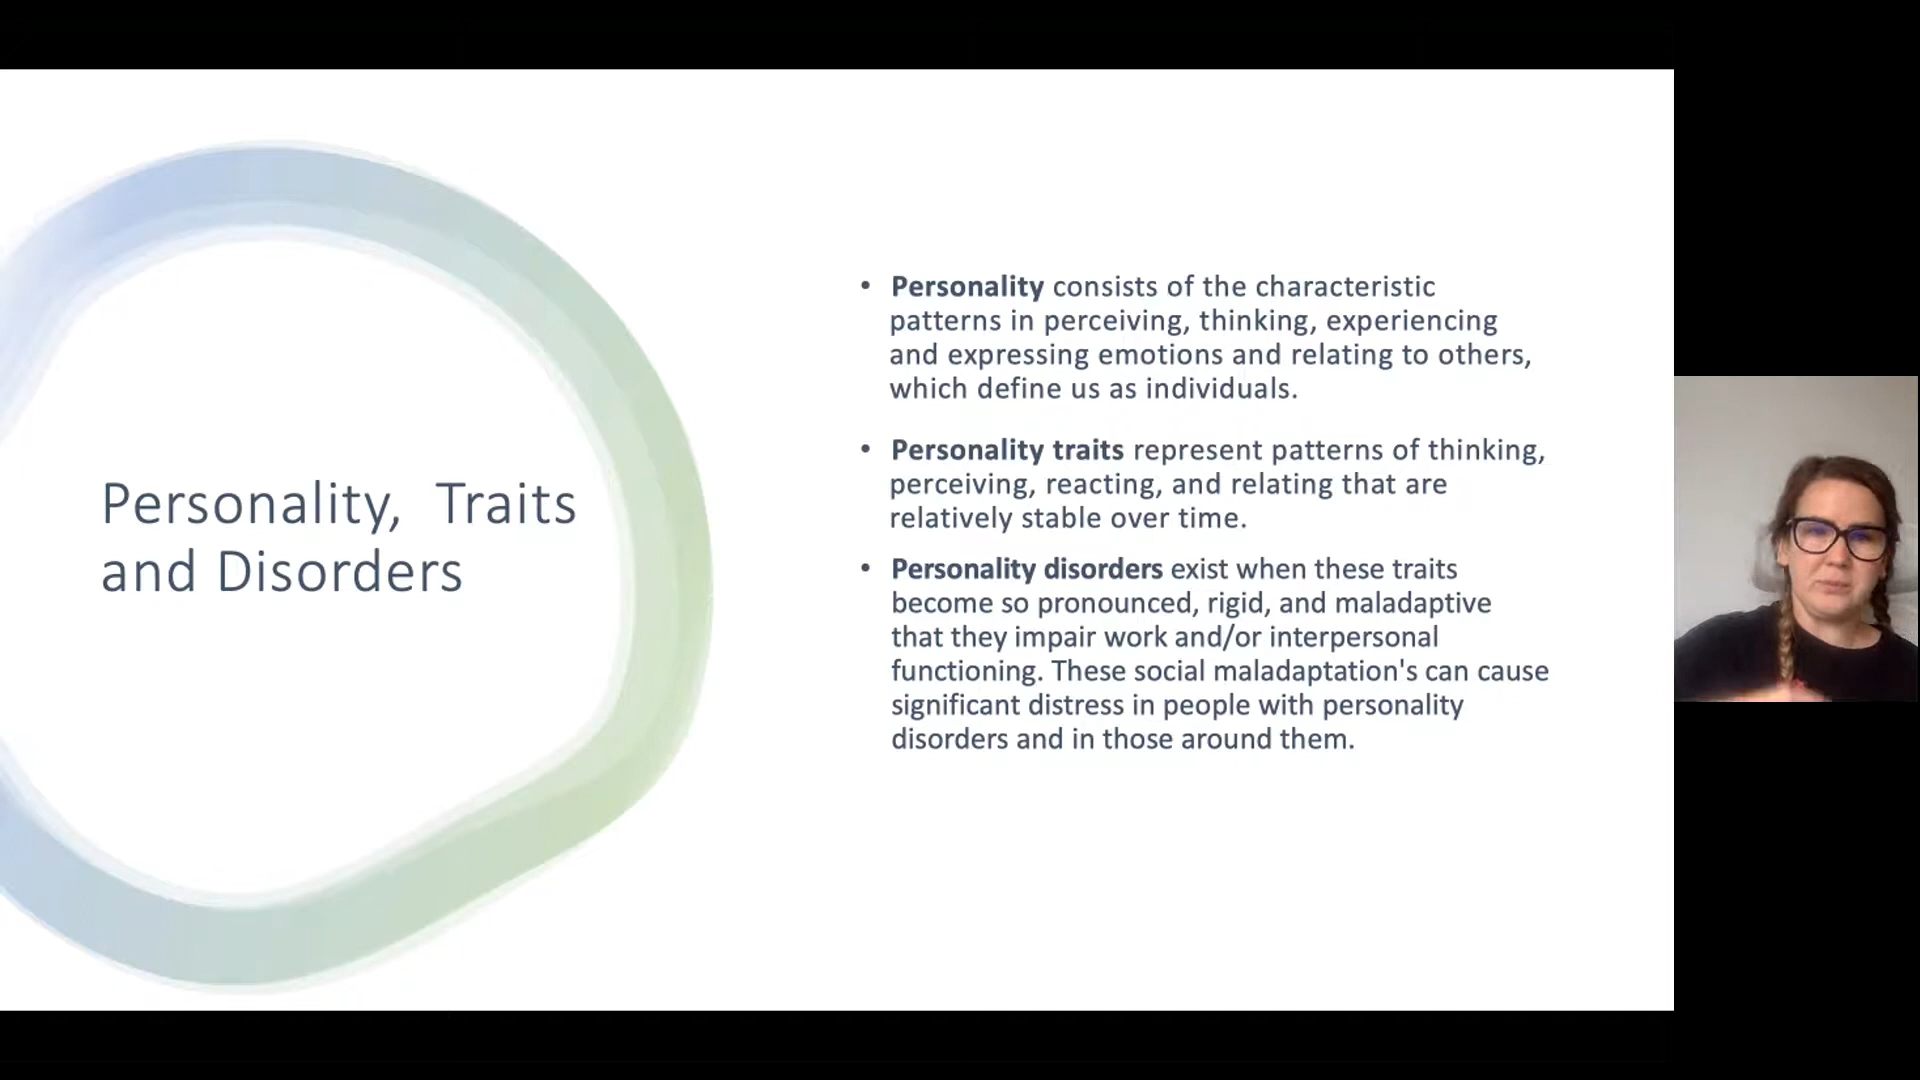 Personality, Traits
and Disorders
• Personality consists of the characteristic
patterns in perceiving, thinking, experiencing
and expressing emotions and relating to others,
which define us as individuals.
• Personality traits represent patterns of thinking,
perceiving, reacting, and relating that are
relatively stable over time.
• Personality disorders exist when these traits
become so pronounced, rigid, and maladaptive
that they impair work and/or interpersonal
functioning. These social maladaptation's can cause
significant distress in people with personality
disorders and in those around them.